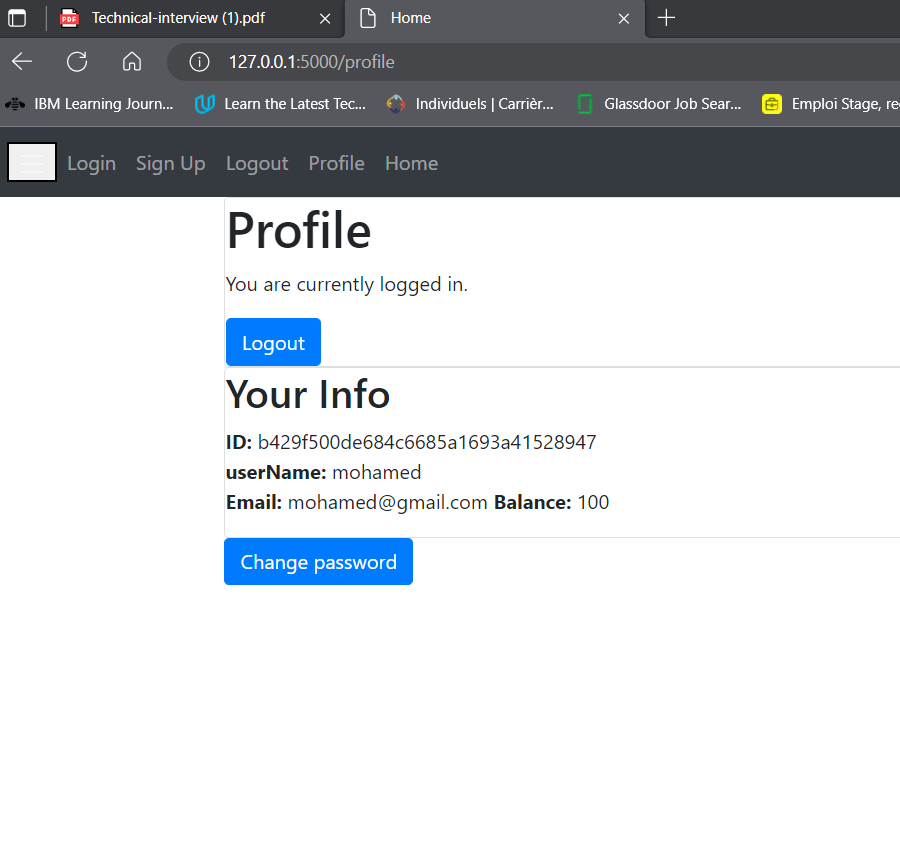 PDF Technical-interview (1).pdf Home
127.0.0.1:5000/profile
IBM Learning Journ... Learn the Latest Tec... Individuels | Carrièr... Glassdoor Job Sear... Emploi Stage, re
Login Sign Up Logout Profile Home
Profile
You are currently logged in.
Logout
Your Info
ID: b429f500de684c6685a1693a41528947
userName: mohamed
Email: mohamed@gmail.com Balance: 100
Change password